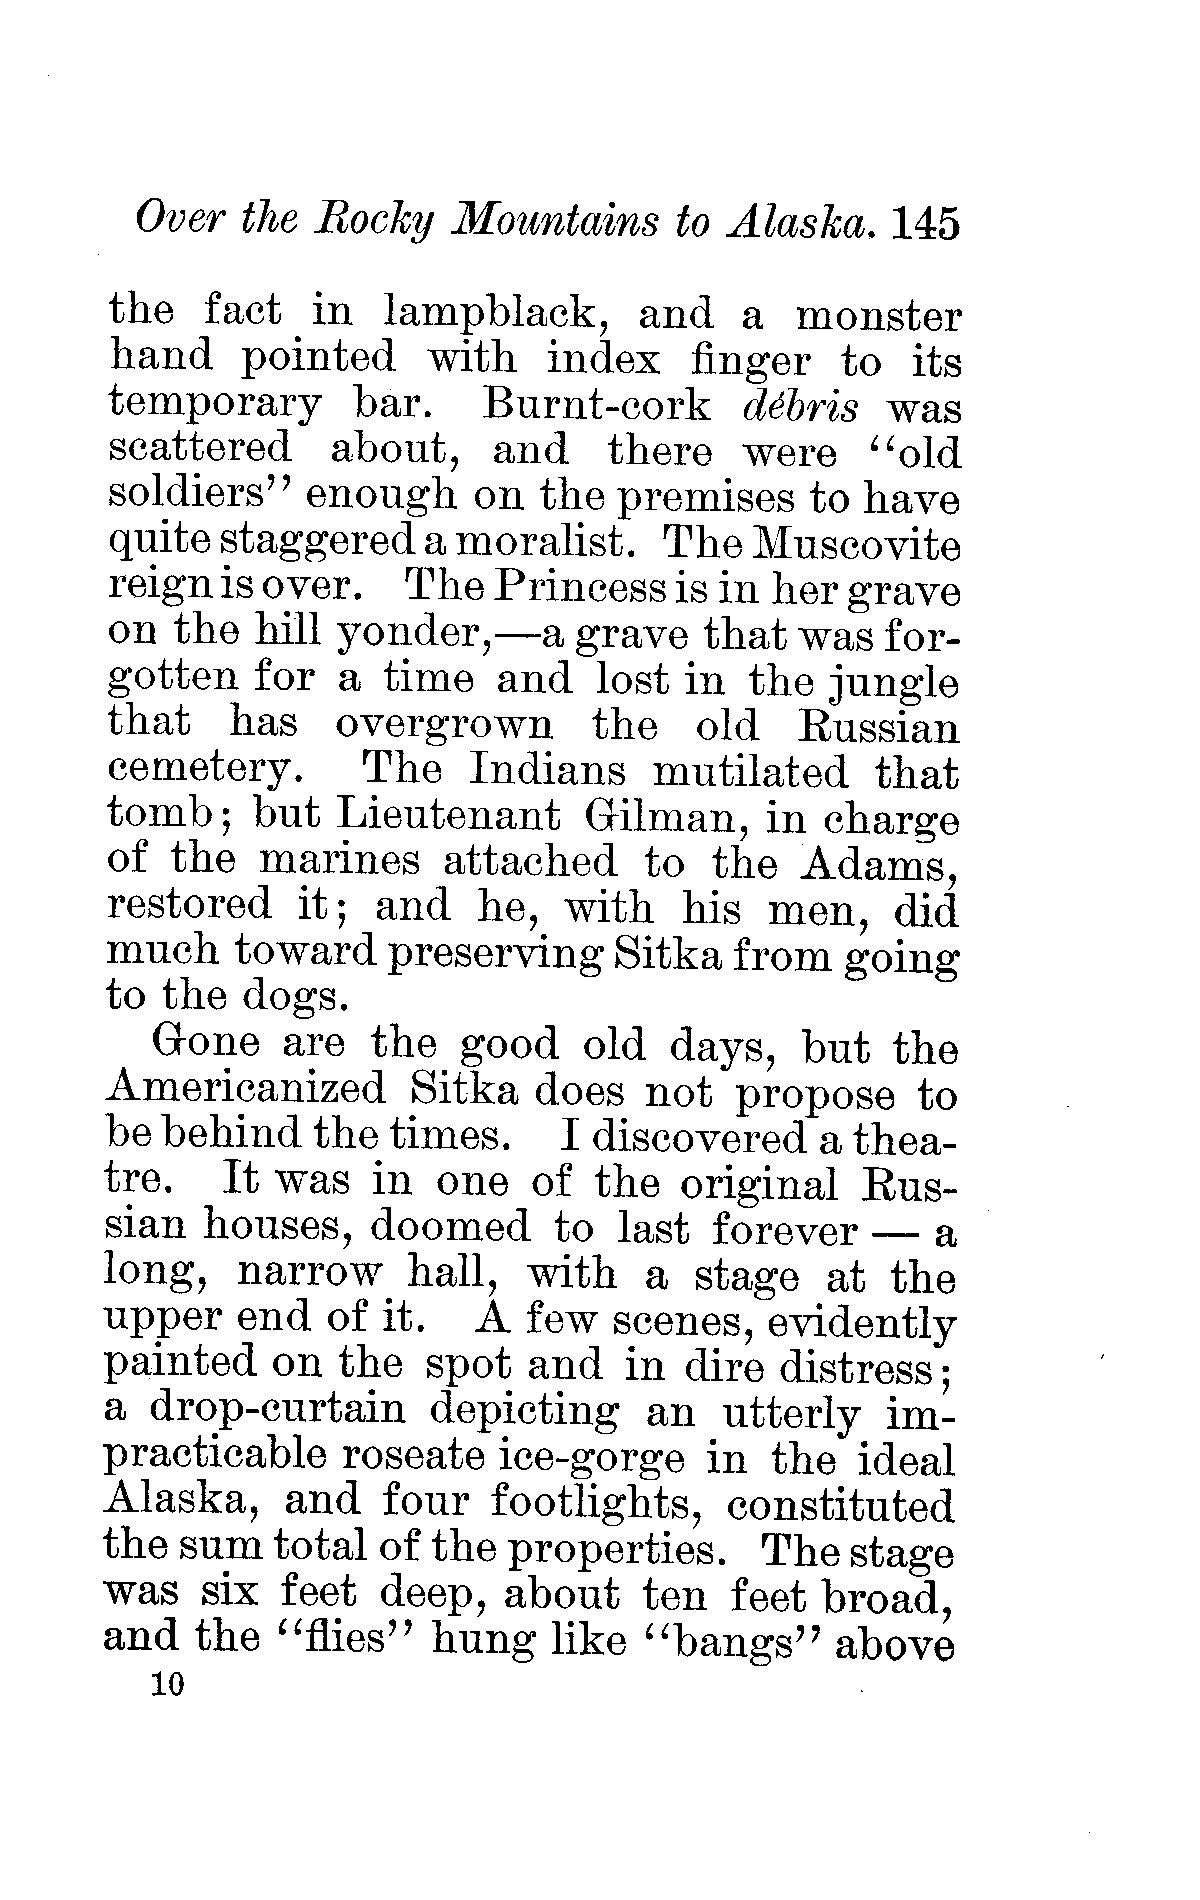 Over the Rocky Mountains to Alaska. 145
the fact in lampblack, and a monster
hand pointed with index finger to its
temporary bar. Burnt-cork débris was
scattered about, and there were "old
soldiers" enough on the premises to have
quite staggered a moralist. The Muscovite
reign is over. The Princess is in her grave
on the hill yonder,—a grave that was for-
gotten for a time and lost in the jungle
that has overgrown the old Russian
cemetery. The Indians mutilated that
tomb; but Lieutenant Gilman, in charge
of the marines attached to the Adams,
restored it; and he, with his men, did
much toward preserving Sitka from going
to the dogs.
Gone are the good old days, but the
Americanized Sitka does not propose to
be behind the times. I discovered a thea-
tre. It was in one of the original Rus-
sian houses, doomed to last forever — a
long, narrow hall, with a stage at the
upper end of it. A few scenes, evidently
painted on the spot and in dire distress;
a drop-curtain depicting an utterly im-
practicable roseate ice-gorge in the ideal
Alaska, and four footlights, constituted
the sum total of the properties. The stage
was six feet deep, about ten feet broad,
and the "flies" hung like "bangs" above
10